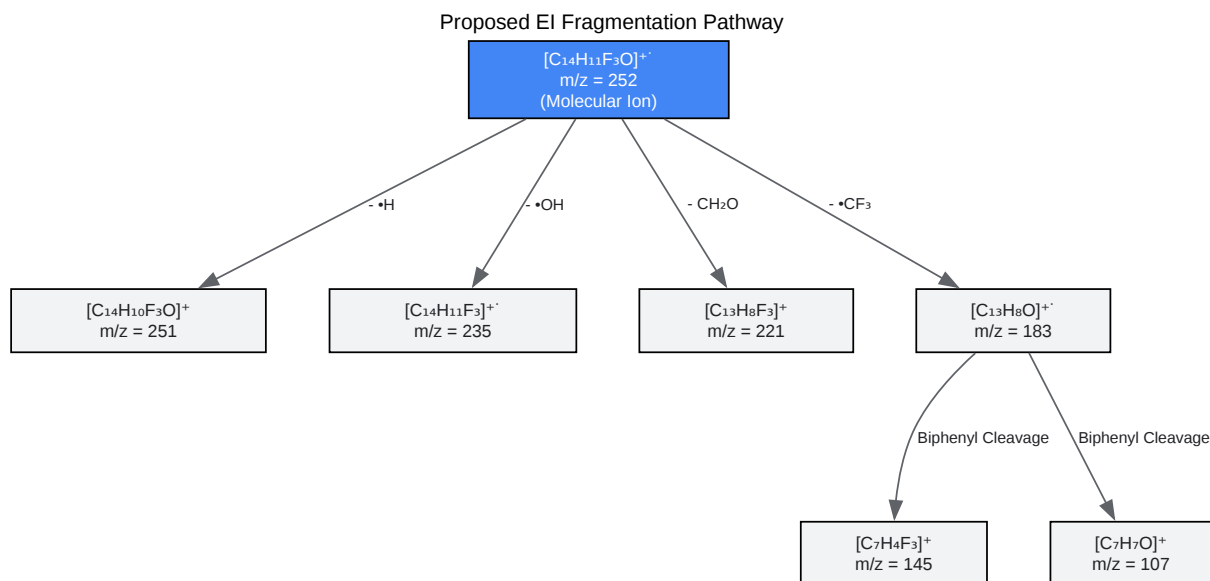 Proposed EI Fragmentation Pathway
[C₁₄H₁₁F₃O]⁺˙
m/z = 252
(Molecular Ion)
- •H
- •OH
- CH₂O
- •CF₃
[C₁₄H₁₀F₃O]⁺
m/z = 251
[C₁₄H₁₁F₃]⁺˙
m/z = 235
[C₁₃H₈F₃]⁺
m/z = 221
[C₁₃H₈O]⁺˙
m/z = 183
Biphenyl Cleavage
Biphenyl Cleavage
[C₇H₄F₃]⁺
m/z = 145
[C₇H₇O]⁺
m/z = 107